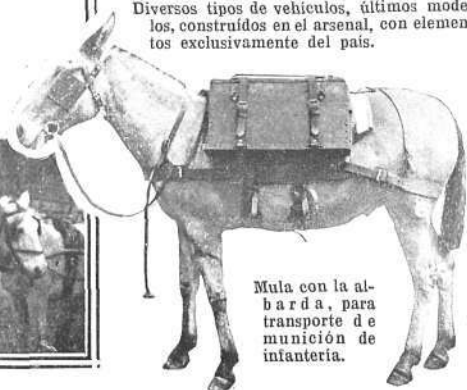 Diversos tipos de vehículos, últimos mode-
los, construídos en el arsenal, con elemen-
tos exclusivamente del país.
Mula con la al-
barda, para
transporte de
munición de
infantería.